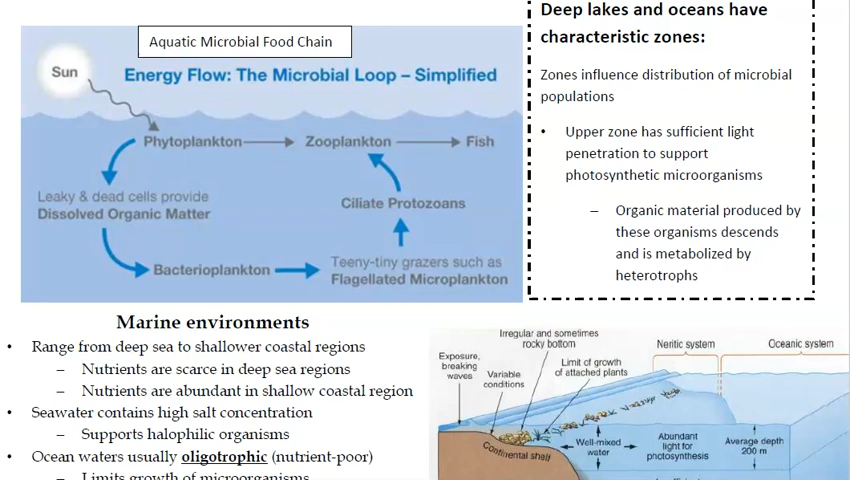 Aquatic Microbial Food Chain
Sun
Energy Flow: The Microbial Loop – Simplified
Phytoplankton
Zooplankton
Fish
Leaky & dead cells provide
Dissolved Organic Matter
Ciliate Protozoans
Bacterioplankton
Teeny-tiny grazers such as
Flagellated Microplankton
Deep lakes and oceans have
characteristic zones:
Zones influence distribution of microbial
populations
• Upper zone has sufficient light
penetration to support
photosynthetic microorganisms
– Organic material produced by
these organisms descends
and is metabolized by
heterotrophs
Marine environments
• Range from deep sea to shallower coastal regions
– Nutrients are scarce in deep sea regions
– Nutrients are abundant in shallow coastal region
• Seawater contains high salt concentration
– Supports halophilic organisms
• Ocean waters usually oligotrophic (nutrient-poor)
– Limits growth of microorganisms
Irregular and sometimes
rocky bottom
Neritic system
Oceanic system
Exposure,
breaking
waves
Variable
conditions
Limit of growth
of attached plants
Continental shelf
Well-mixed
water
Abundant
light for
photosynthesis
Average depth
200 m